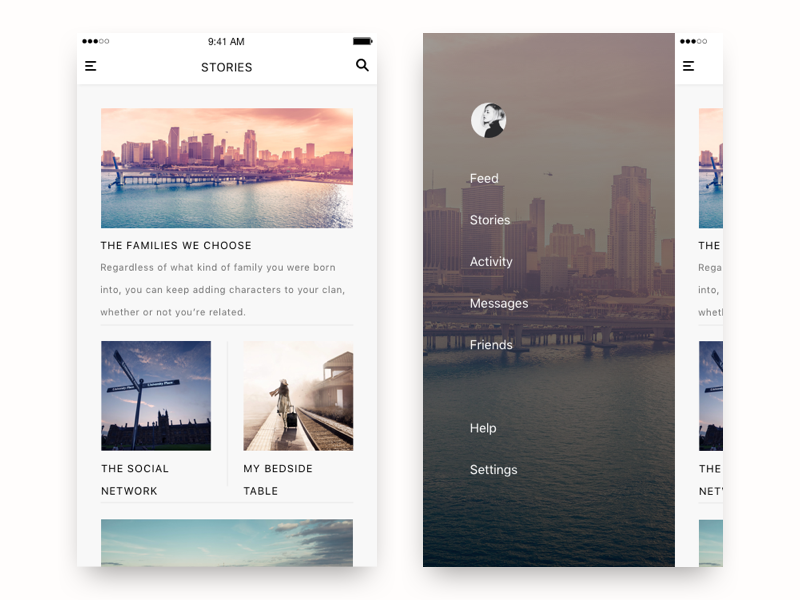 9:41 AM
STORIES
THE FAMILIES WE CHOOSE
Regardless of what kind of family you were born
into, you can keep adding characters to your clan,
whether or not you're related.
THE SOCIAL
NETWORK
MY BEDSIDE
TABLE
Feed
Stories
Activity
Messages
Friends
Help
Settings
THE
Rega
into,
THE